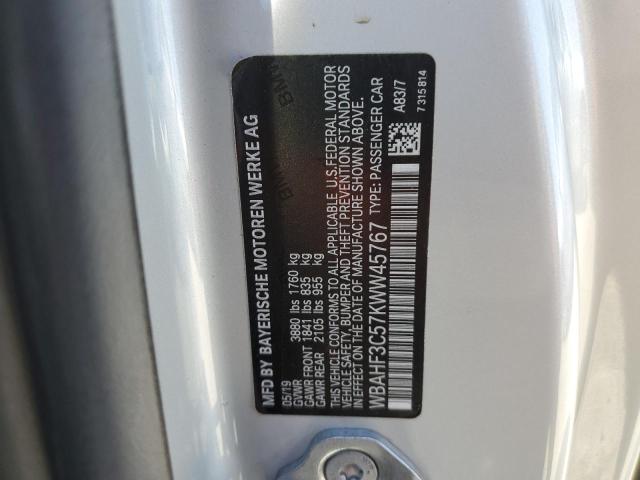 MFD BY BAYERISCHE MOTOREN WERKE AG
05/19
GVWR 3880 lbs 1760 kg
GAWR FRONT 1841 lbs 835 kg
GAWR REAR 2105 lbs 955 kg
THIS VEHICLE CONFORMS TO ALL APPLICABLE U.S. FEDERAL MOTOR
VEHICLE SAFETY, BUMPER AND THEFT PREVENTION STANDARDS
IN EFFECT ON THE DATE OF MANUFACTURE SHOWN ABOVE.
WBAHF3C57KWW45767 TYPE: PASSENGER CAR
A83/7
7 315 814
BMW
BMW